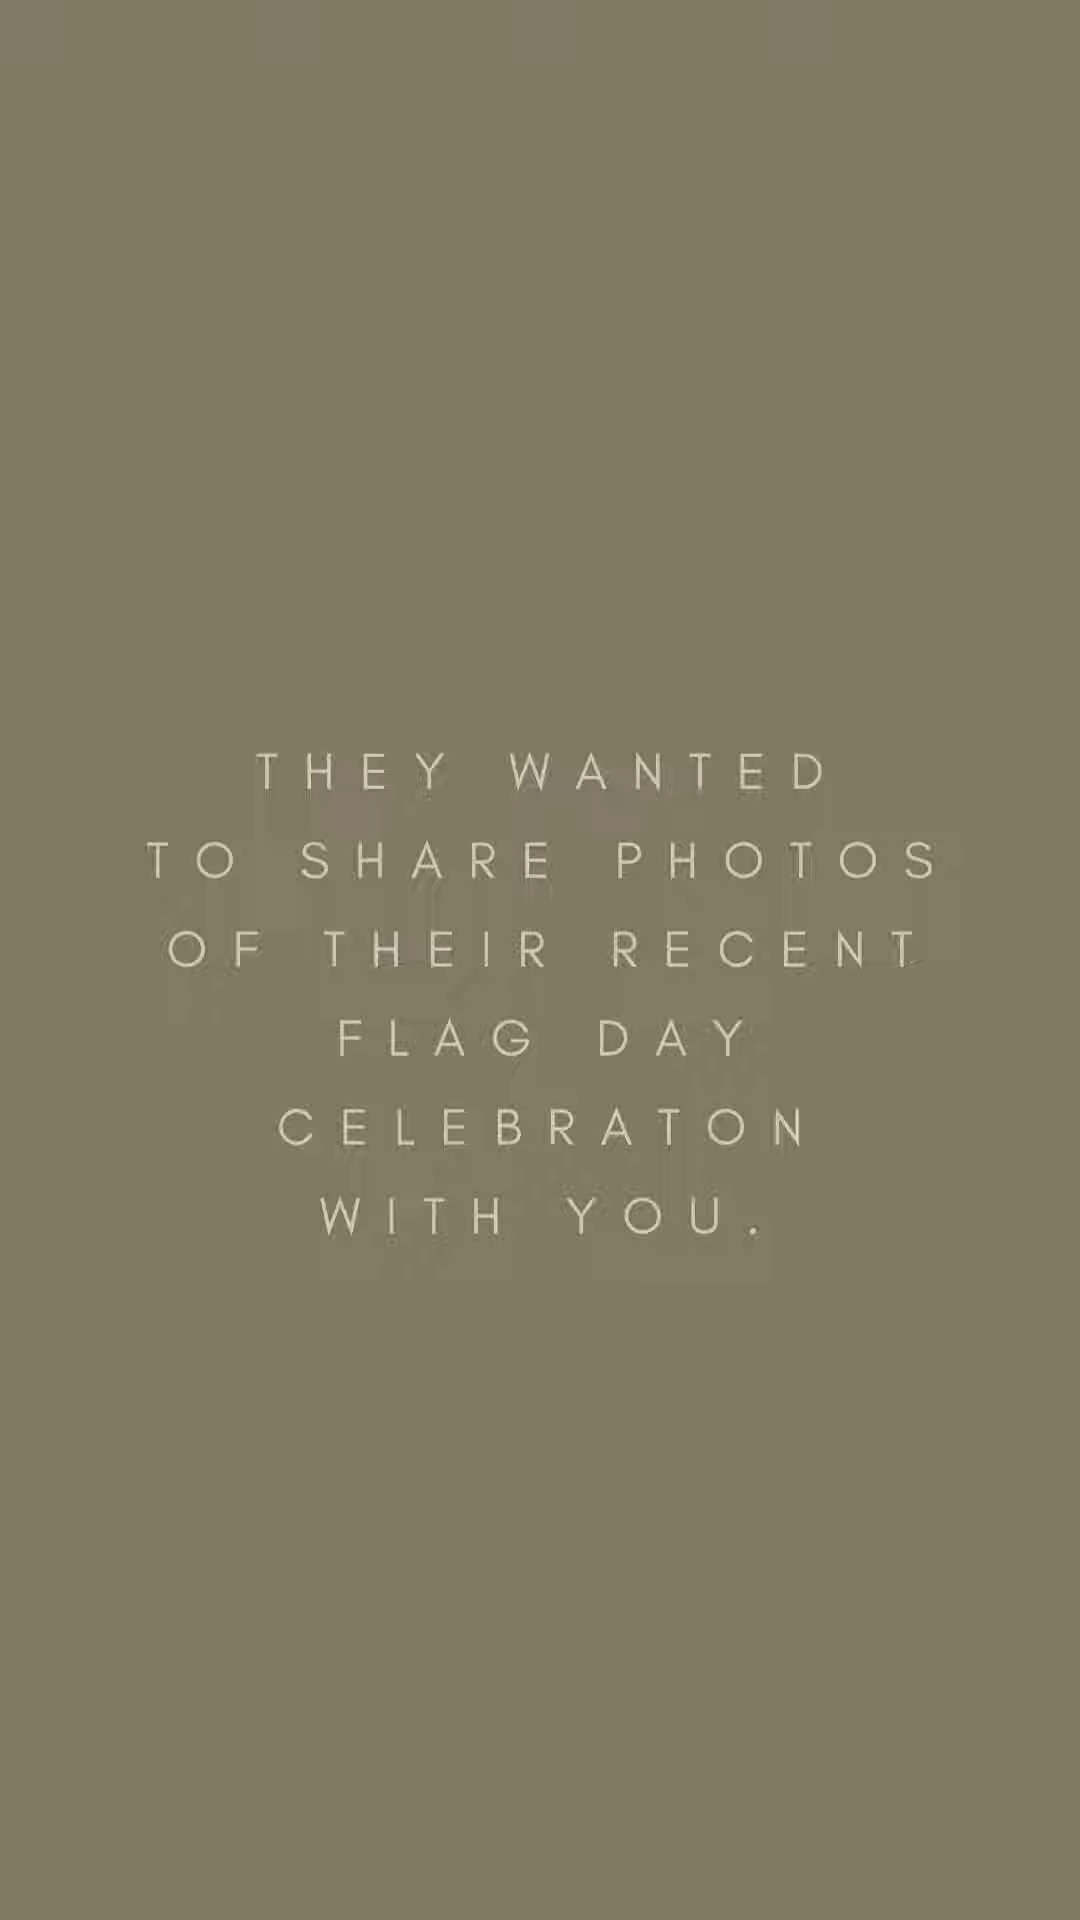 THEY WANTED
TO SHARE PHOTOS
OF THEIR RECENT
FLAG DAY
CELEBRATON
WITH YOU.